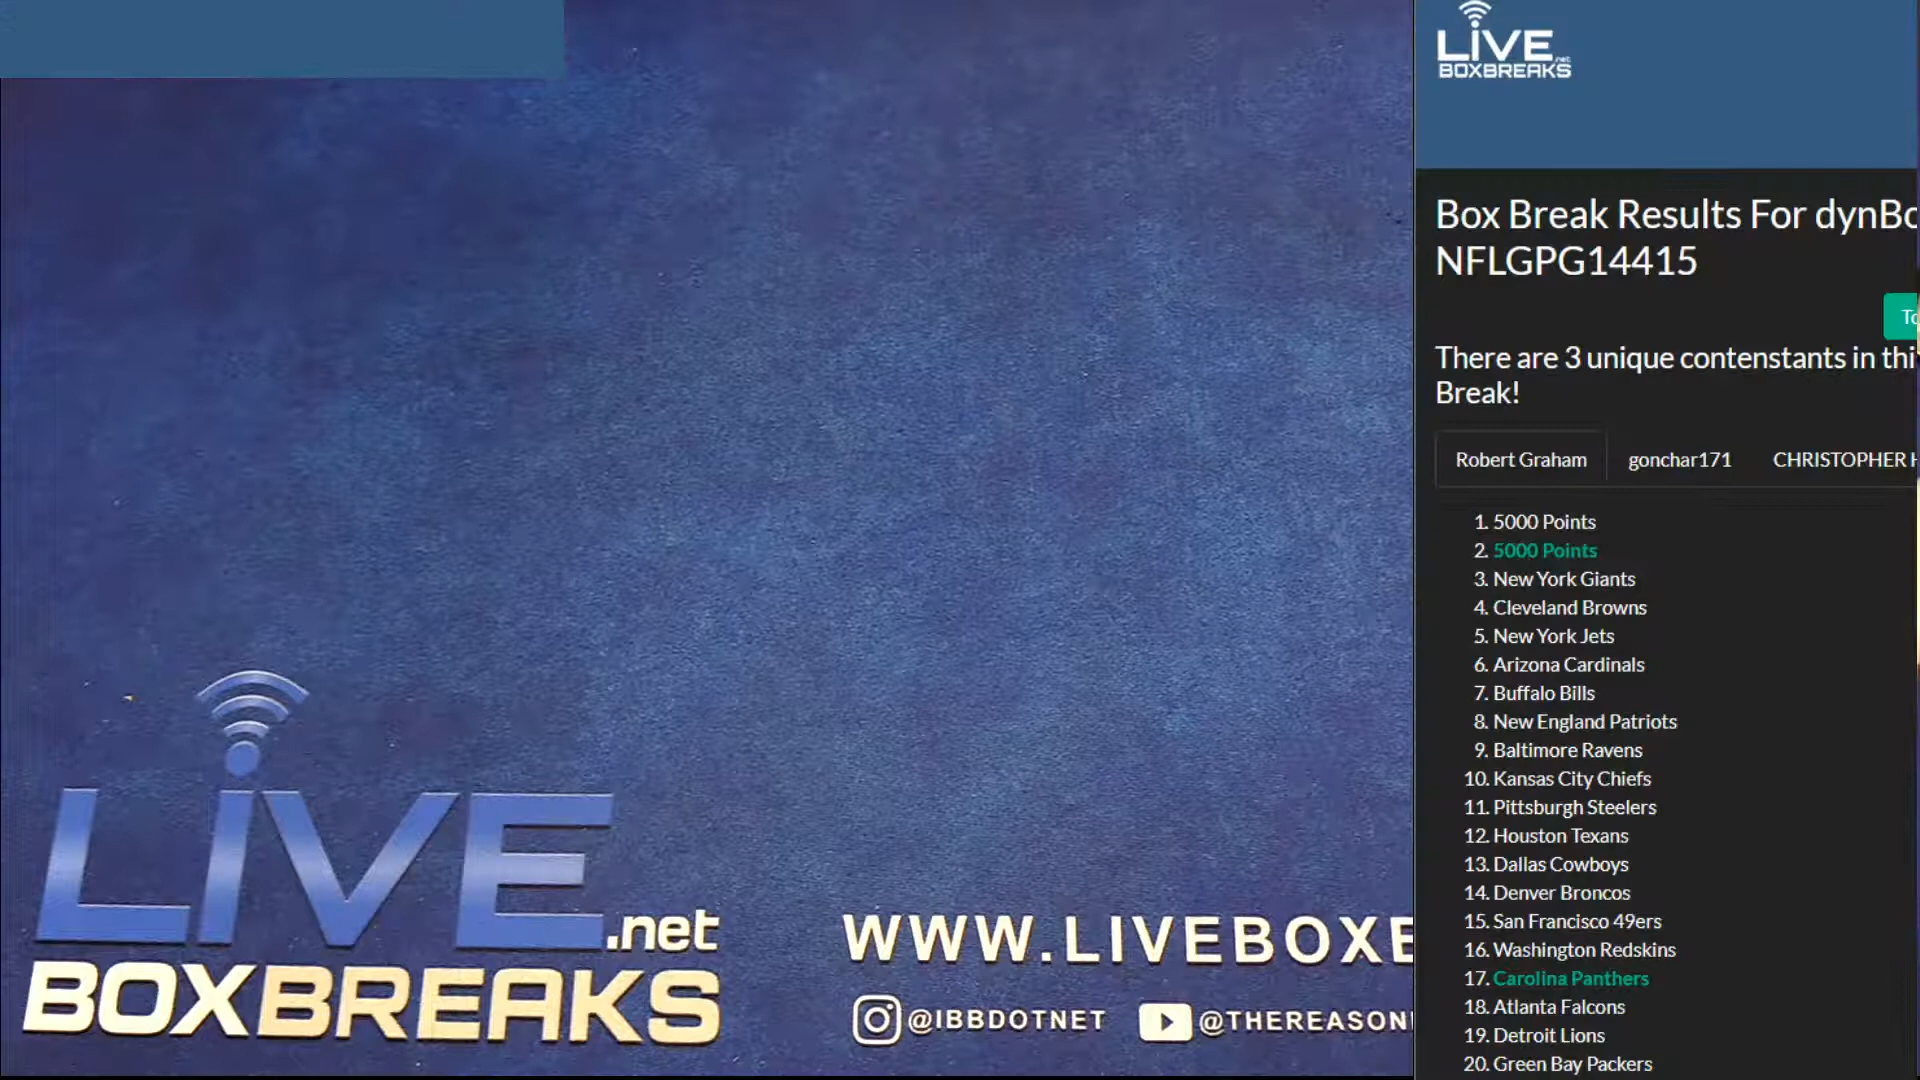 LIVE.net
BOXBREAKS
Box Break Results For dynBo
NFLGPG14415
To
There are 3 unique contenstants in thi
Break!
Robert Graham
gonchar171
CHRISTOPHER H
1. 5000 Points
2. 5000 Points
3. New York Giants
4. Cleveland Browns
5. New York Jets
6. Arizona Cardinals
7. Buffalo Bills
8. New England Patriots
9. Baltimore Ravens
10. Kansas City Chiefs
11. Pittsburgh Steelers
12. Houston Texans
13. Dallas Cowboys
14. Denver Broncos
15. San Francisco 49ers
16. Washington Redskins
17. Carolina Panthers
18. Atlanta Falcons
19. Detroit Lions
20. Green Bay Packers
LIVE.net
BOXBREAKS
WWW.LIVEBOXE
@IBBDOTNET
@THEREASON